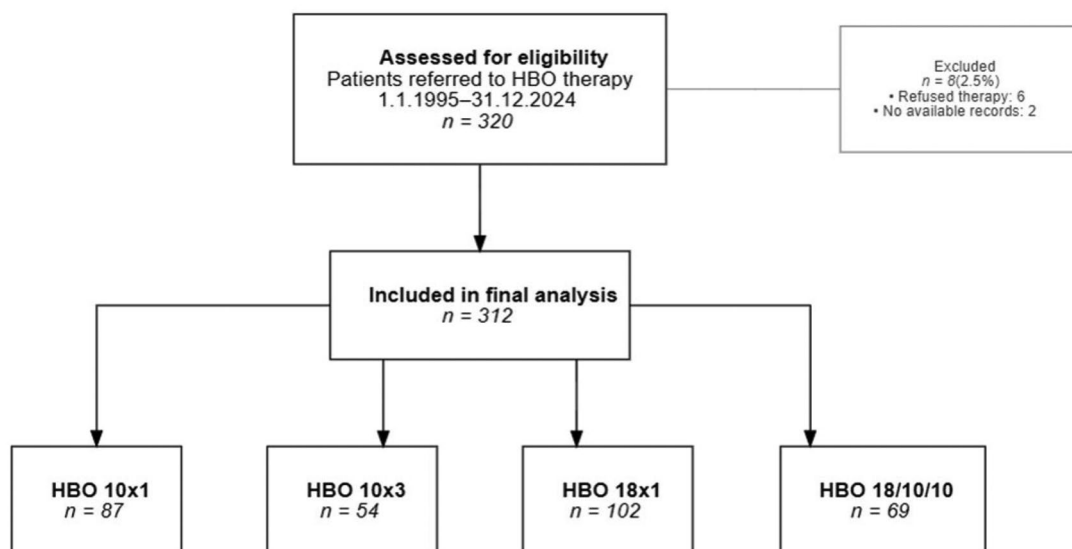 Assessed for eligibility
Patients referred to HBO therapy
1.1.1995–31.12.2024
n = 320
Excluded
n = 8(2.5%)
• Refused therapy: 6
• No available records: 2
Included in final analysis
n = 312
HBO 10x1
n = 87
HBO 10x3
n = 54
HBO 18x1
n = 102
HBO 18/10/10
n = 69